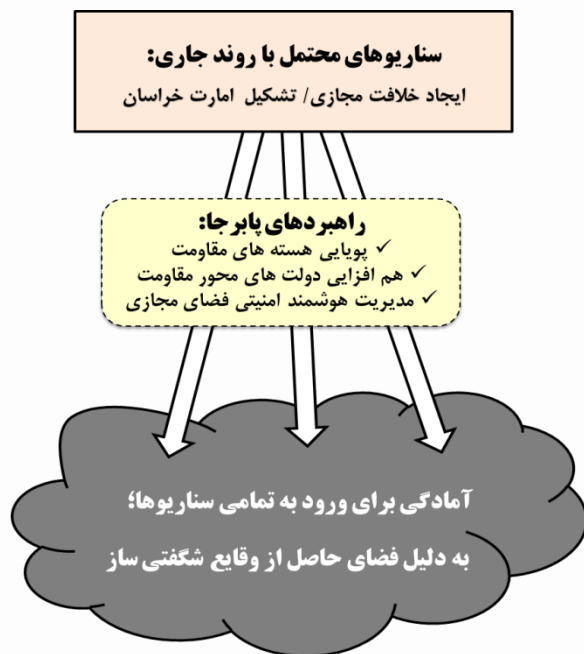 سناریوهای محتمل با روند جاری:
ایجاد خلافت مجازی/ تشکیل امارت خراسان
راهبردهای پابرجا:
✓ پویایی هسته های مقاومت
✓ هم افزایی دولت های محور مقاومت
✓ مدیریت هوشمند امنیتی فضای مجازی
آمادگی برای ورود به تمامی سناریوها؛
به دلیل فضای حاصل از وقایع شگفتی ساز